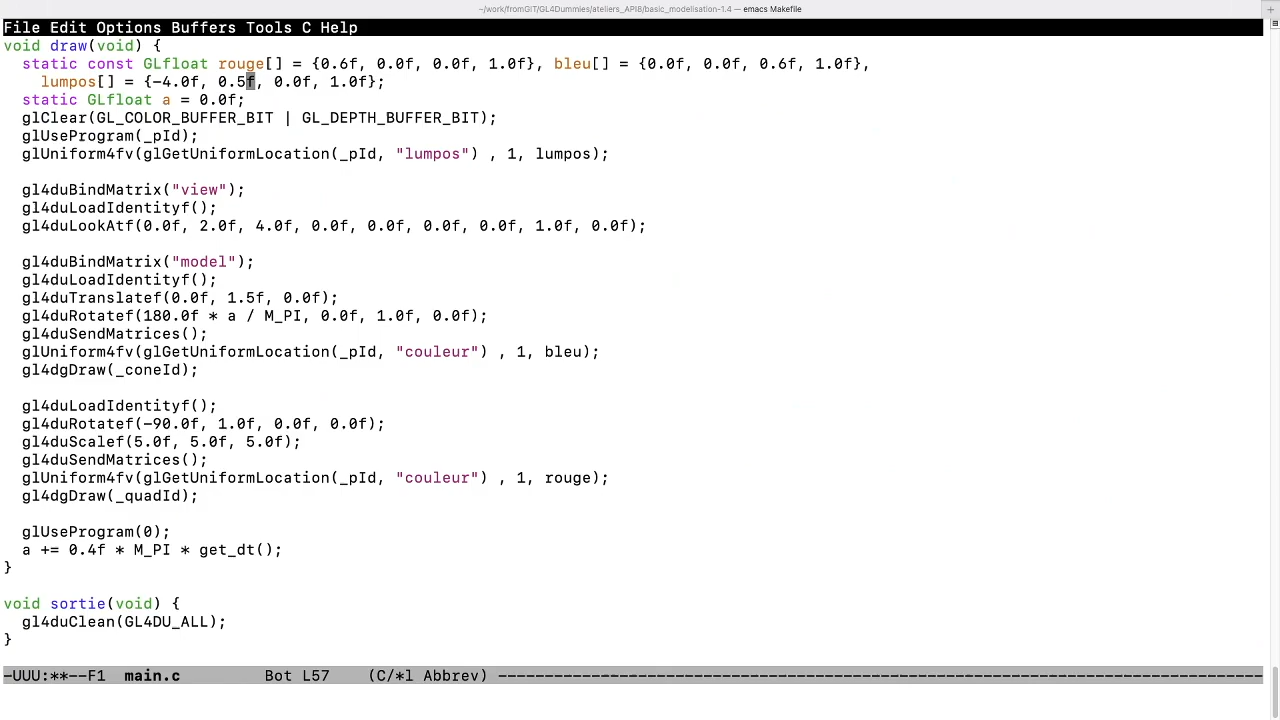 ~/work/fromGIT/GL4Dummies/ateliers_API8/basic_modelisation-1.4 — emacs Makefile
File Edit Options Buffers Tools C Help
void draw(void) {
  static const GLfloat rouge[] = {0.6f, 0.0f, 0.0f, 1.0f}, bleu[] = {0.0f, 0.0f, 0.6f, 1.0f},
    lumpos[] = {-4.0f, 0.5f, 0.0f, 1.0f};
  static GLfloat a = 0.0f;
  glClear(GL_COLOR_BUFFER_BIT | GL_DEPTH_BUFFER_BIT);
  glUseProgram(_pId);
  glUniform4fv(glGetUniformLocation(_pId, "lumpos") , 1, lumpos);

  gl4duBindMatrix("view");
  gl4duLoadIdentityf();
  gl4duLookAtf(0.0f, 2.0f, 4.0f, 0.0f, 0.0f, 0.0f, 0.0f, 1.0f, 0.0f);

  gl4duBindMatrix("model");
  gl4duLoadIdentityf();
  gl4duTranslatef(0.0f, 1.5f, 0.0f);
  gl4duRotatef(180.0f * a / M_PI, 0.0f, 1.0f, 0.0f);
  gl4duSendMatrices();
  glUniform4fv(glGetUniformLocation(_pId, "couleur") , 1, bleu);
  gl4dgDraw(_coneId);

  gl4duLoadIdentityf();
  gl4duRotatef(-90.0f, 1.0f, 0.0f, 0.0f);
  gl4duScalef(5.0f, 5.0f, 5.0f);
  gl4duSendMatrices();
  glUniform4fv(glGetUniformLocation(_pId, "couleur") , 1, rouge);
  gl4dgDraw(_quadId);

  glUseProgram(0);
  a += 0.4f * M_PI * get_dt();
}

void sortie(void) {
  gl4duClean(GL4DU_ALL);
}
-UUU:**--F1  main.c         Bot L57    (C/*l Abbrev) -----------------------------------------------------------------------------------